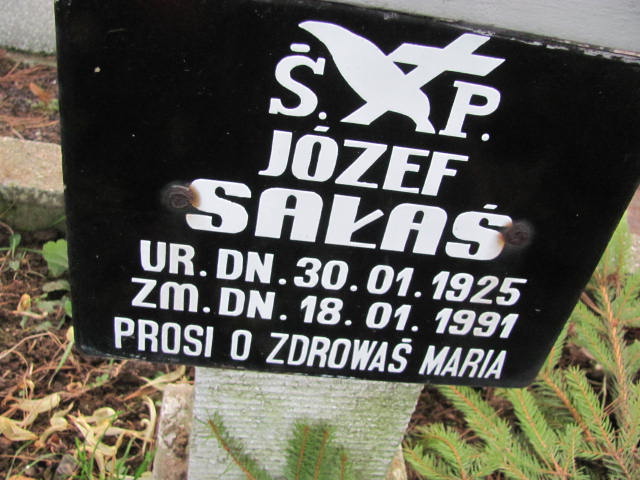 Ś. P.
JÓZEF
SAŁAŚ
UR. DN. 30. 01. 1925
ZM. DN. 18. 01. 1991
PROSI O ZDROWAŚ MARIA